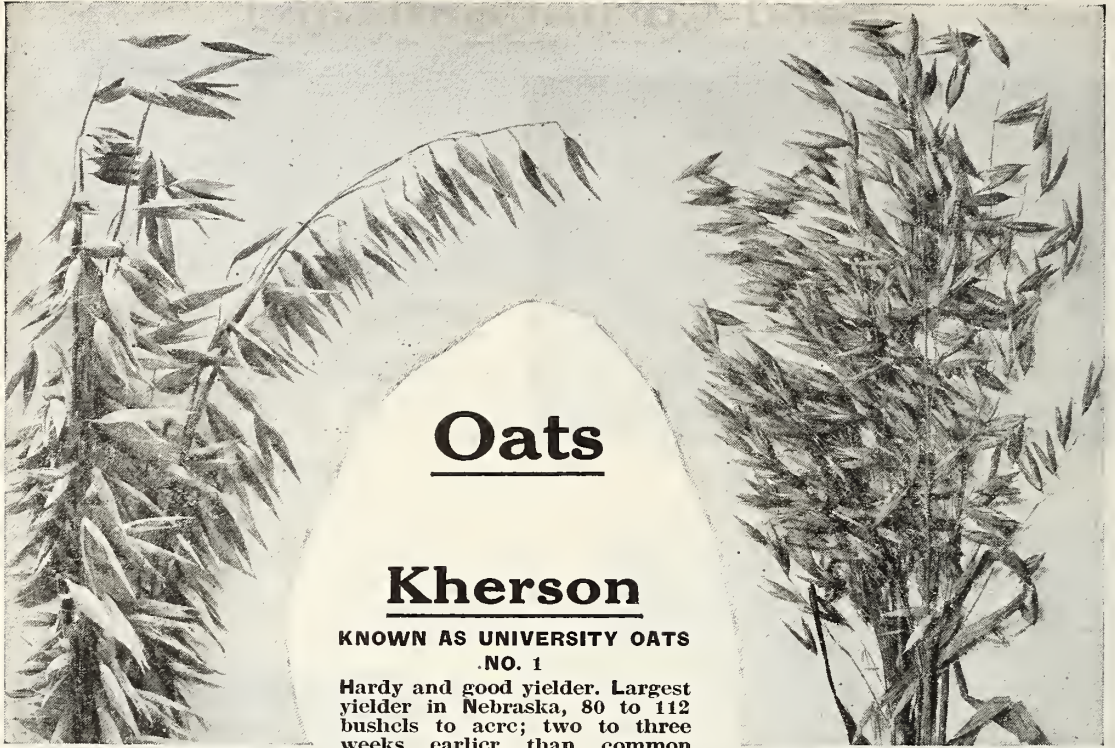 Oats
Kherson
KNOWN AS UNIVERSITY OATS
NO. 1
Hardy and good yielder. Largest
yielder in Nebraska, 80 to 112
bushels to acre; two to three
weeks earlier than common